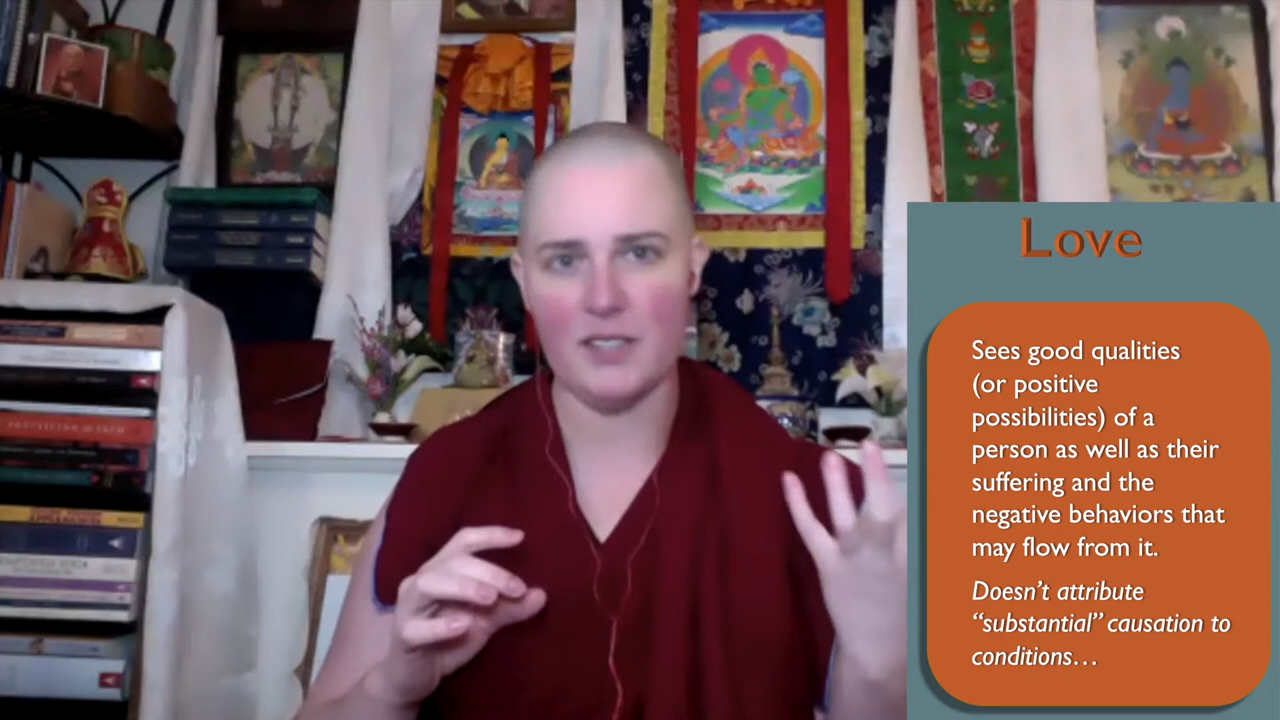 Love
Sees good qualities
(or positive
possibilities) of a
person as well as their
suffering and the
negative behaviors that
may flow from it.
Doesn’t attribute
“substantial” causation to
conditions…